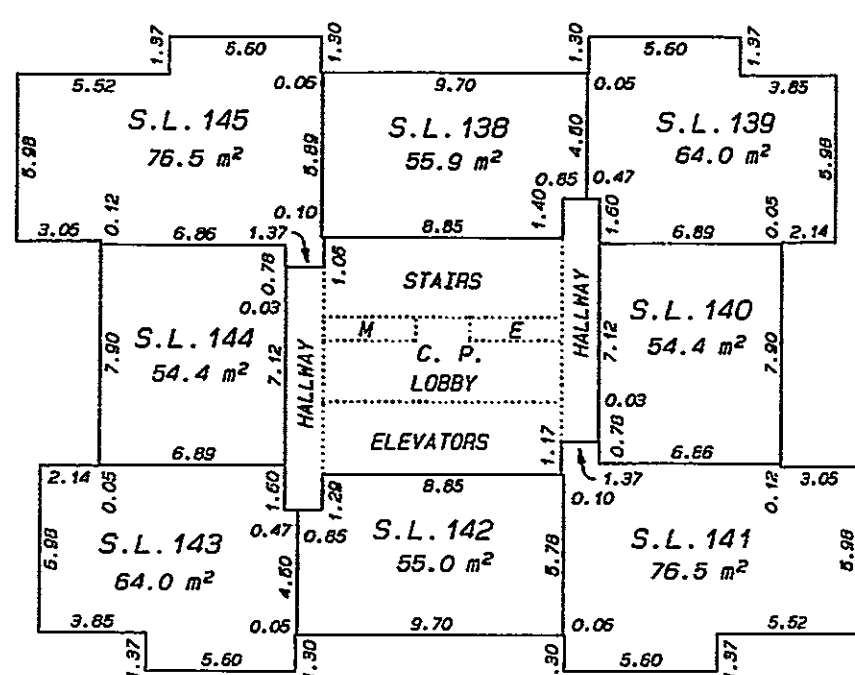 1.37
5.60
1.30
1.30
5.60
1.37
5.52
0.05
9.70
0.05
3.85
S.L. 145
76.5 m²
5.98
5.89
S.L. 138
55.9 m²
4.80
S.L. 139
64.0 m²
5.98
0.85
0.47
3.05
0.12
6.86
1.37
0.10
8.85
1.40
1.60
6.89
0.05
2.14
0.78
0.03
1.06
STAIRS
S.L. 144
54.4 m²
7.90
7.12
HALLWAY
M
E
C. P.
LOBBY
HALLWAY
7.12
S.L. 140
54.4 m²
7.90
0.03
0.78
ELEVATORS
1.17
2.14
0.05
6.89
1.60
1.29
8.85
1.37
0.10
6.86
0.12
3.05
S.L. 143
64.0 m²
5.98
0.47
0.85
4.80
S.L. 142
55.0 m²
5.78
S.L. 141
76.5 m²
5.98
3.85
0.05
9.70
0.05
5.52
1.37
5.60
1.30
.30
5.60
1.37